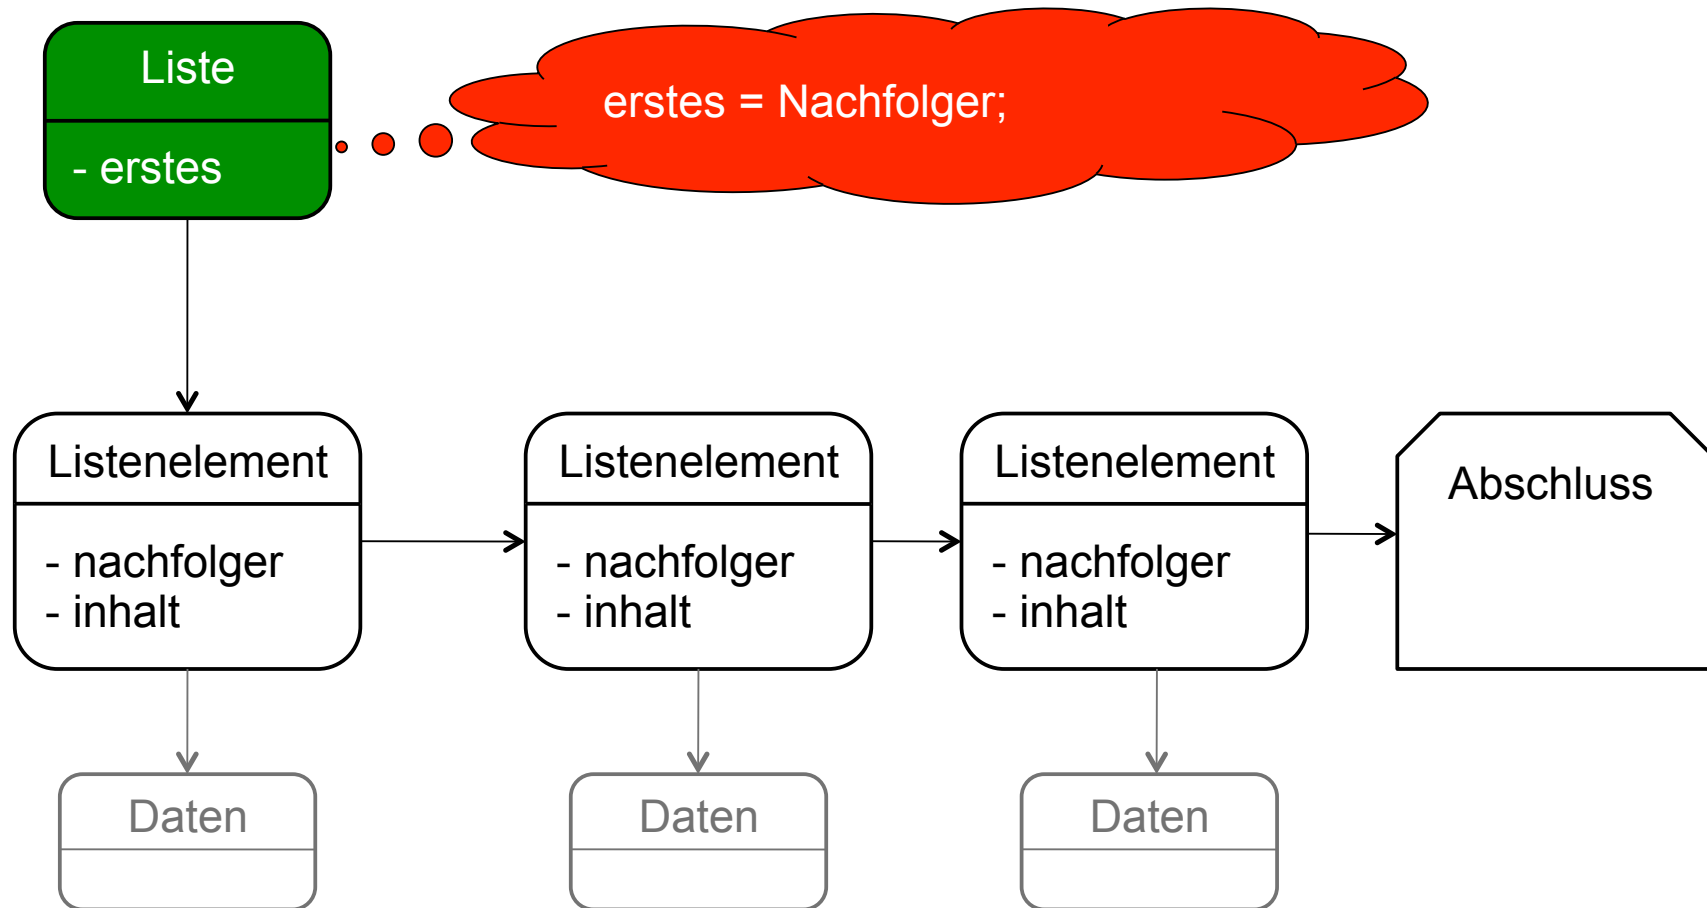 Liste
- erstes
erstes = Nachfolger;
Listenelement
- nachfolger
- inhalt
Listenelement
- nachfolger
- inhalt
Listenelement
- nachfolger
- inhalt
Abschluss
Daten
Daten
Daten